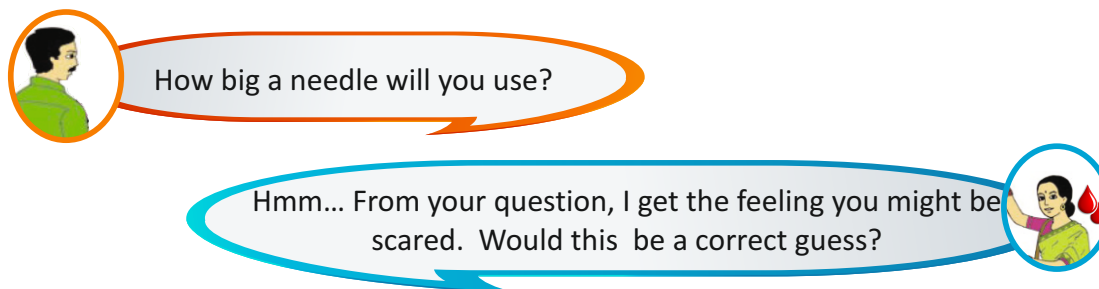 How big a needle will you use?
Hmm... From your question, I get the feeling you might be
scared.  Would this  be a correct guess?